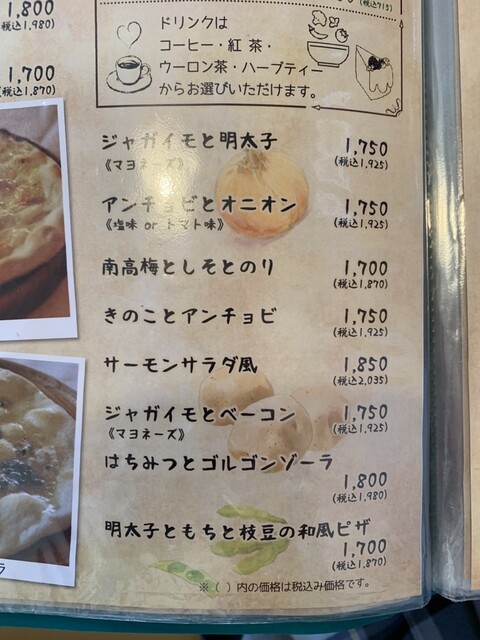 1,800
(税込1,980)
1,700
(税込1,870)
(税込715)
ドリンクは
コーヒー・紅茶・
ウーロン茶・ハーブティー
からお選びいただけます。
ジャガイモと明太子 1,750
《マヨネーズ》 (税込1,925)
アンチョビとオニオン 1,750
《塩味 or トマト味》 (税込1,925)
南高梅としそとのり 1,700
(税込1,870)
きのことアンチョビ 1,750
(税込1,925)
サーモンサラダ風 1,850
(税込2,035)
ジャガイモとベーコン 1,750
《マヨネーズ》 (税込1,925)
はちみつとゴルゴンゾーラ
1,800
(税込1,980)
明太子ともちと枝豆の和風ピザ
1,700
(税込1,870)
ラ
※( )内の価格は税込み価格です。